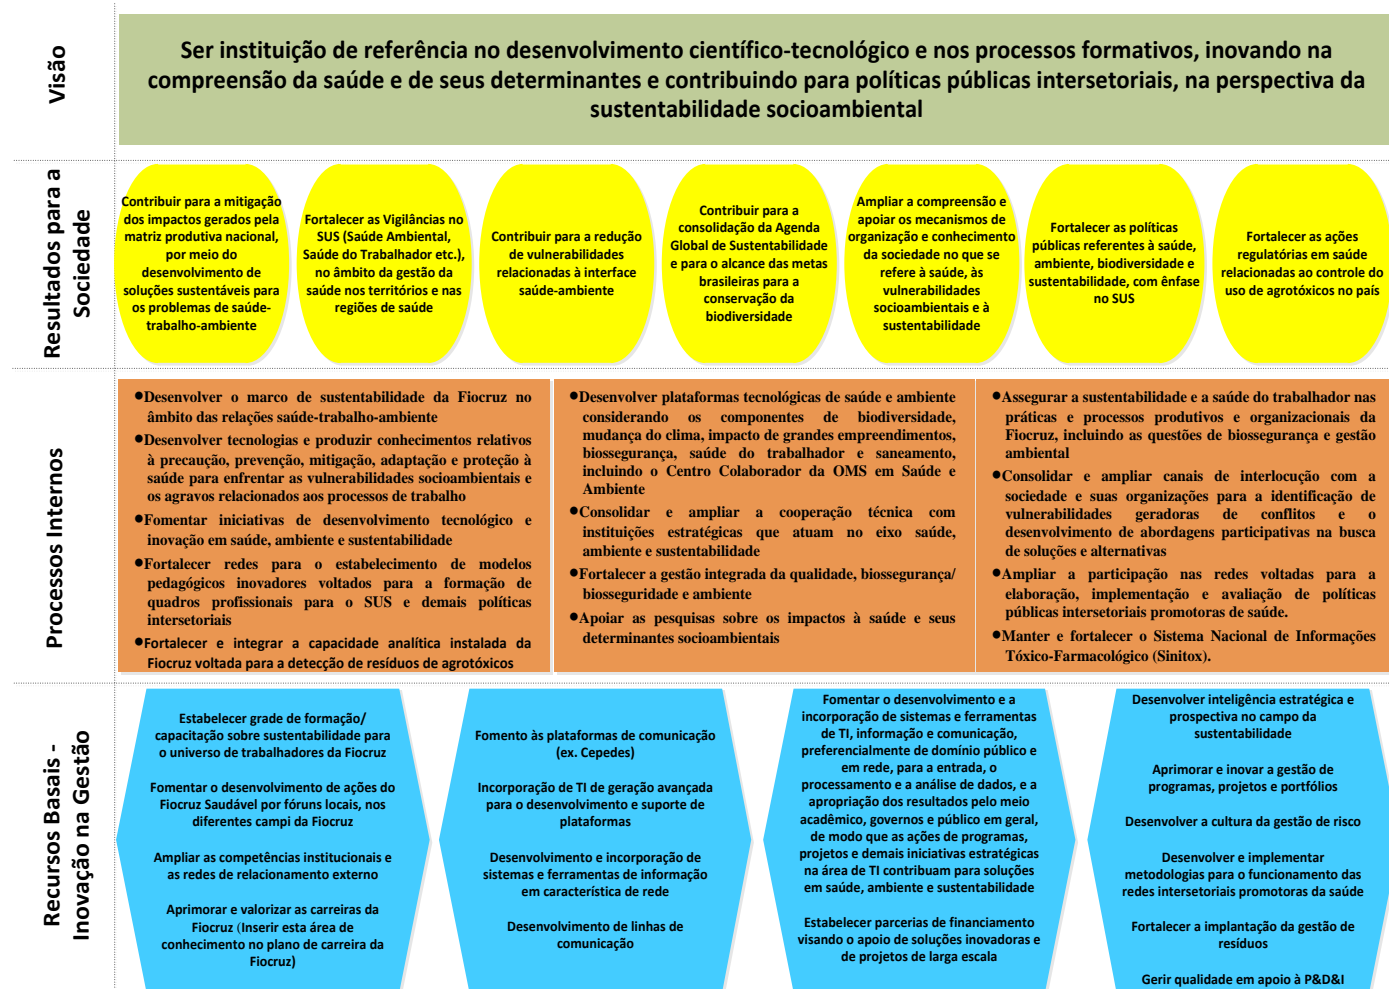 Visão
Ser instituição de referência no desenvolvimento científico-tecnológico e nos processos formativos, inovando na
compreensão da saúde e de seus determinantes e contribuindo para políticas públicas intersetoriais, na perspectiva da
sustentabilidade socioambiental
Resultados para a
Sociedade
Contribuir para a mitigação
dos impactos gerados pela
matriz produtiva nacional,
por meio do
desenvolvimento de
soluções sustentáveis para
os problemas de saúde-
trabalho-ambiente
Fortalecer as Vigilâncias no
SUS (Saúde Ambiental,
Saúde do Trabalhador etc.),
no âmbito da gestão da
saúde nos territórios e nas
regiões de saúde
Contribuir para a redução
de vulnerabilidades
relacionadas à interface
saúde-ambiente
Contribuir para a
consolidação da Agenda
Global de Sustentabilidade
e para o alcance das metas
brasileiras para a
conservação da
biodiversidade
Ampliar a compreensão e
apoiar os mecanismos de
organização e conhecimento
da sociedade no que se
refere à saúde, às
vulnerabilidades
socioambientais e à
sustentabilidade
Fortalecer as políticas
públicas referentes à saúde,
ambiente, biodiversidade e
sustentabilidade, com ênfase
no SUS
Fortalecer as ações
regulatórias em saúde
relacionadas ao controle do
uso de agrotóxicos no país
Processos Internos
•Desenvolver o marco de sustentabilidade da Fiocruz no
âmbito das relações saúde-trabalho-ambiente
•Desenvolver tecnologias e produzir conhecimentos relativos
à precaução, prevenção, mitigação, adaptação e proteção à
saúde para enfrentar as vulnerabilidades socioambientais e
os agravos relacionados aos processos de trabalho
•Fomentar iniciativas de desenvolvimento tecnológico e
inovação em saúde, ambiente e sustentabilidade
•Fortalecer redes para o estabelecimento de modelos
pedagógicos inovadores voltados para a formação de
quadros profissionais para o SUS e demais políticas
intersetoriais
•Fortalecer e integrar a capacidade analítica instalada da
Fiocruz voltada para a detecção de resíduos de agrotóxicos
•Desenvolver plataformas tecnológicas de saúde e ambiente
considerando os componentes de biodiversidade,
mudança do clima, impacto de grandes empreendimentos,
biossegurança, saúde do trabalhador e saneamento,
incluindo o Centro Colaborador da OMS em Saúde e
Ambiente
•Consolidar e ampliar a cooperação técnica com
instituições estratégicas que atuam no eixo saúde,
ambiente e sustentabilidade
•Fortalecer a gestão integrada da qualidade, biossegurança/
biosseguridade e ambiente
•Apoiar as pesquisas sobre os impactos à saúde e seus
determinantes socioambientais
•Assegurar a sustentabilidade e a saúde do trabalhador nas
práticas e processos produtivos e organizacionais da
Fiocruz, incluindo as questões de biossegurança e gestão
ambiental
•Consolidar e ampliar canais de interlocução com a
sociedade e suas organizações para a identificação de
vulnerabilidades geradoras de conflitos e o
desenvolvimento de abordagens participativas na busca
de soluções e alternativas
•Ampliar a participação nas redes voltadas para a
elaboração, implementação e avaliação de políticas
públicas intersetoriais promotoras de saúde.
•Manter e fortalecer o Sistema Nacional de Informações
Tóxico-Farmacológico (Sinitox).
Recursos Basais -
Inovação na Gestão
Estabelecer grade de formação/
capacitação sobre sustentabilidade para
o universo de trabalhadores da Fiocruz
Fomentar o desenvolvimento de ações do
Fiocruz Saudável por fóruns locais, nos
diferentes campi da Fiocruz
Ampliar as competências institucionais e
as redes de relacionamento externo
Aprimorar e valorizar as carreiras da
Fiocruz (Inserir esta área de
conhecimento no plano de carreira da
Fiocruz)
Fomento às plataformas de comunicação
(ex. Cepedes)
Incorporação de TI de geração avançada
para o desenvolvimento e suporte de
plataformas
Desenvolvimento e incorporação de
sistemas e ferramentas de informação
em característica de rede
Desenvolvimento de linhas de
comunicação
Fomentar o desenvolvimento e a
incorporação de sistemas e ferramentas
de TI, informação e comunicação,
preferencialmente de domínio público e
em rede, para a entrada, o
processamento e a análise de dados, e a
apropriação dos resultados pelo meio
acadêmico, governos e público em geral,
de modo que as ações de programas,
projetos e demais iniciativas estratégicas
na área de TI contribuam para soluções
em saúde, ambiente e sustentabilidade
Estabelecer parcerias de financiamento
visando o apoio de soluções inovadoras e
de projetos de larga escala
Desenvolver inteligência estratégica e
prospectiva no campo da
sustentabilidade
Aprimorar e inovar a gestão de
programas, projetos e portfólios
Desenvolver a cultura da gestão de risco
Desenvolver e implementar
metodologias para o funcionamento das
redes intersetoriais promotoras da saúde
Fortalecer a implantação da gestão de
resíduos
Gerir qualidade em apoio à P&D&I